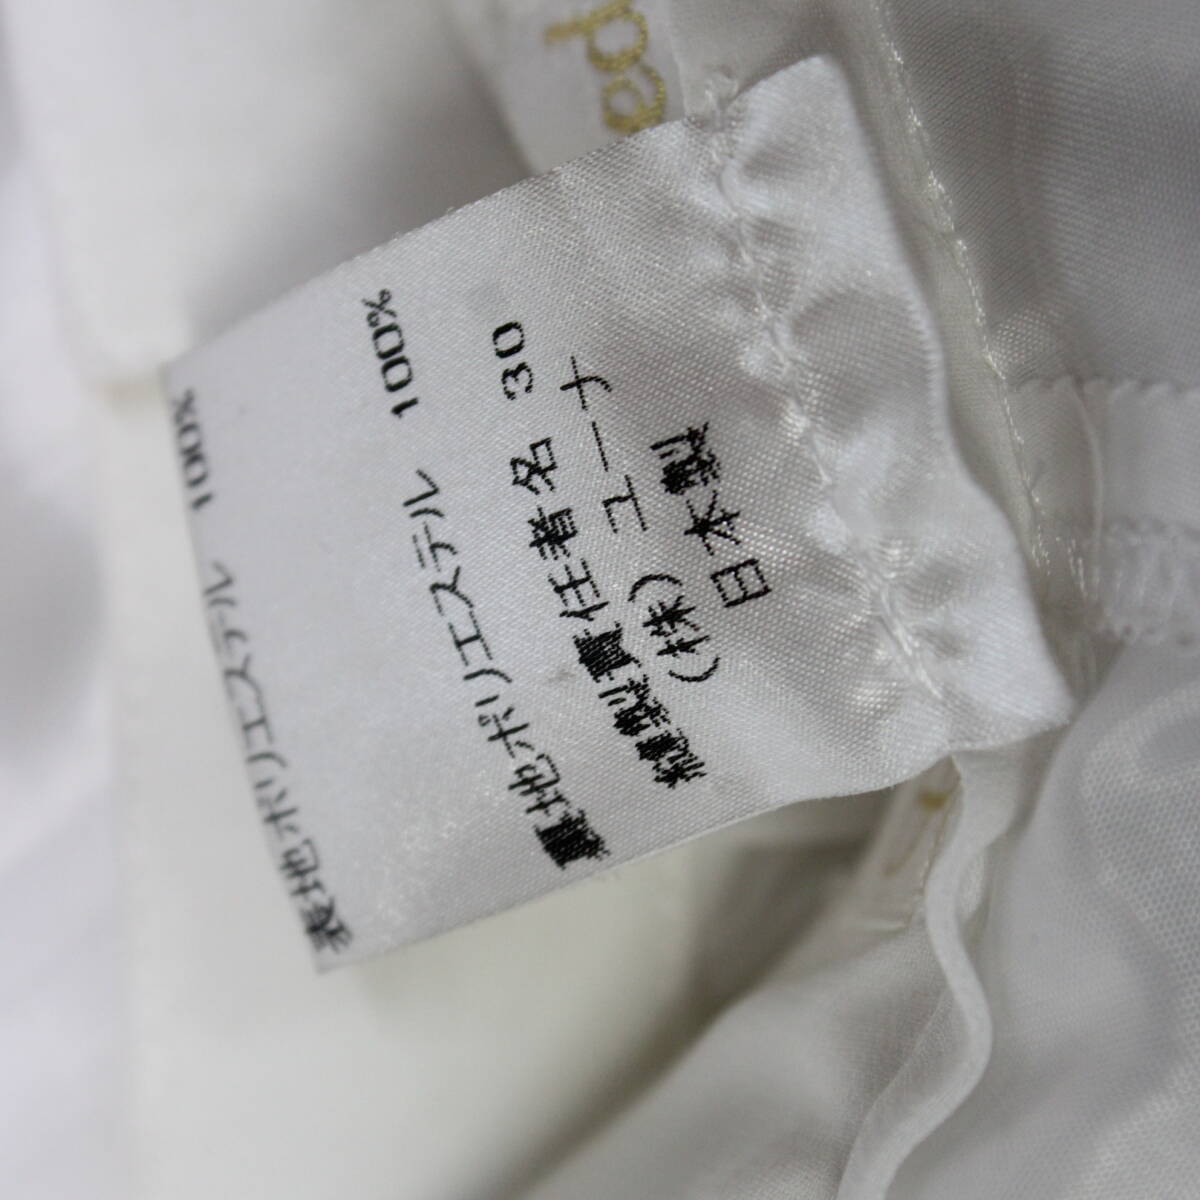 表地ポリエステル 100%
裏地ポリエステル 100%
縫製責任者名 30
(株) ユーナ
日本製